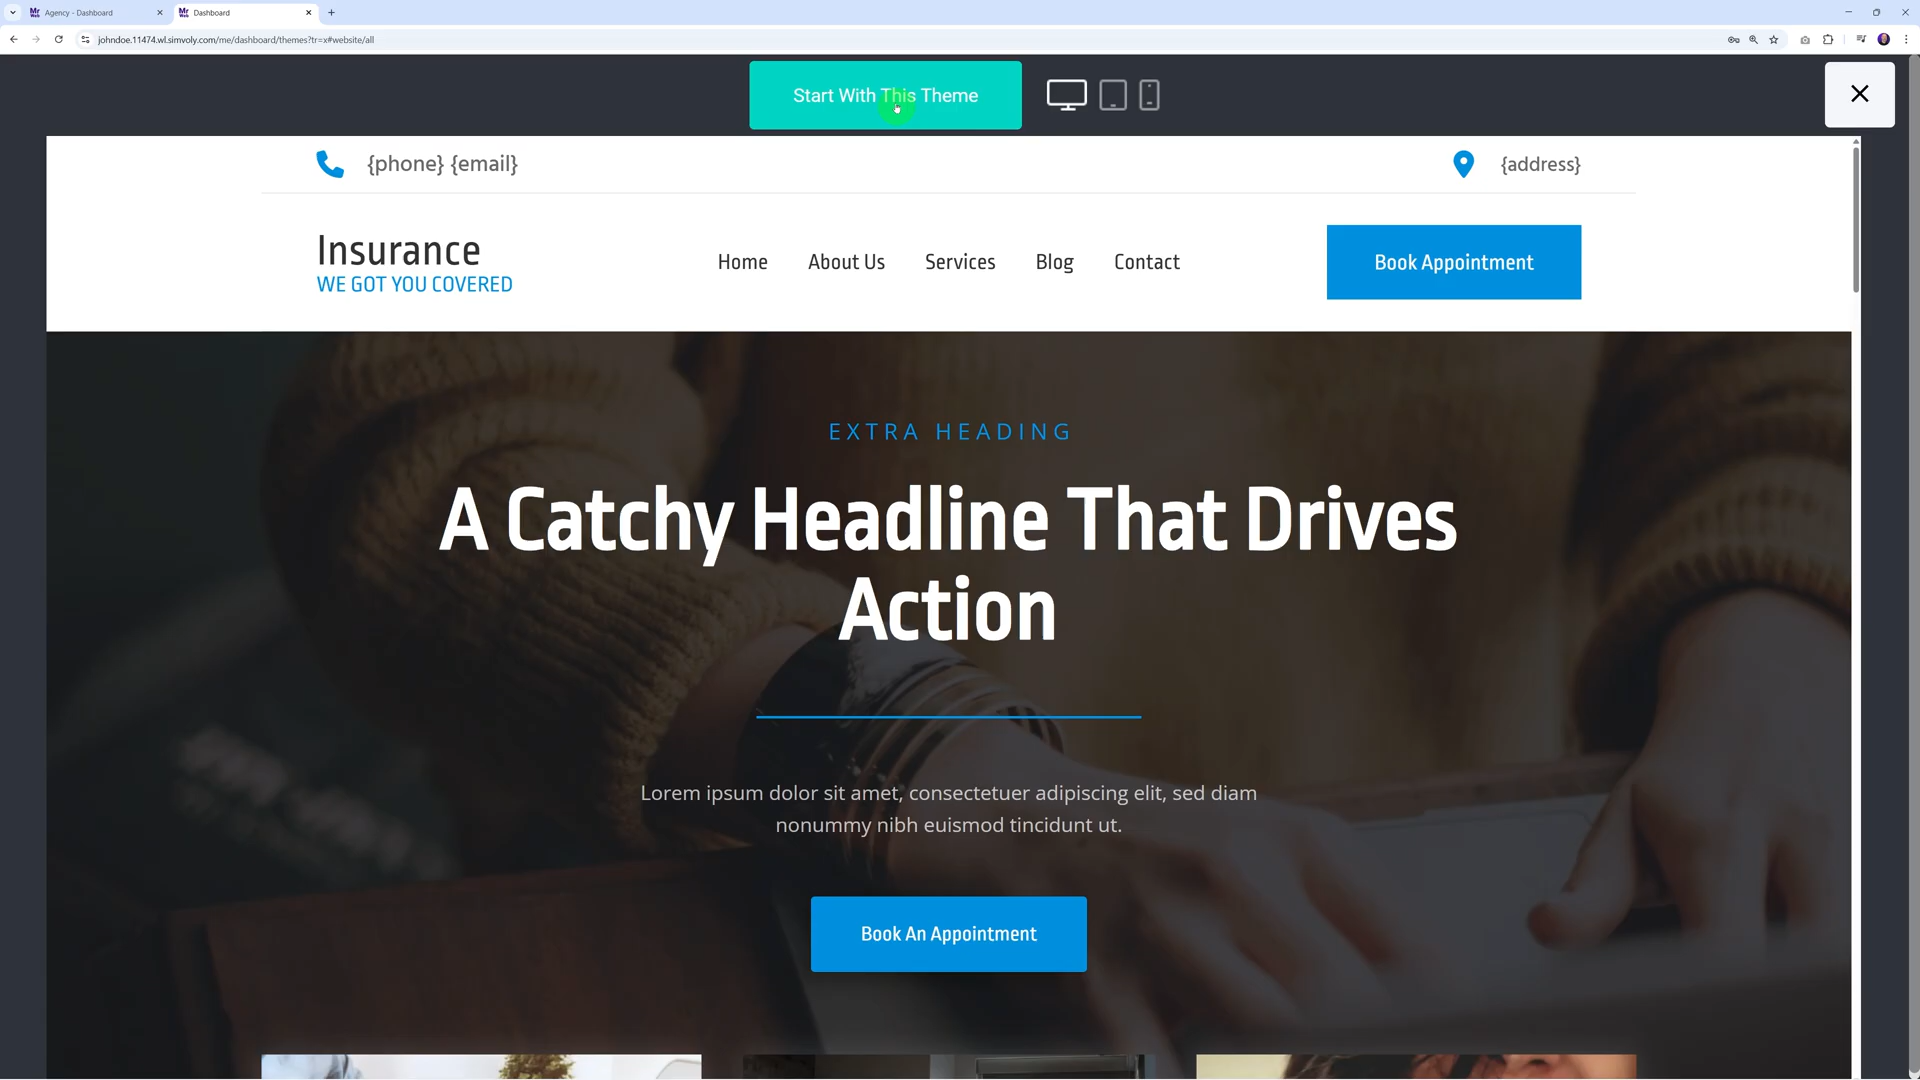 Agency - Dashboard
Dashboard
johndoe.11474.wl.simvoly.com/me/dashboard/themes?tr=x#website/all
Start With This Theme
{phone} {email}
{address}
Insurance
WE GOT YOU COVERED
Home
About Us
Services
Blog
Contact
Book Appointment
EXTRA HEADING
A Catchy Headline That Drives
Action
Lorem ipsum dolor sit amet, consectetuer adipiscing elit, sed diam
nonummy nibh euismod tincidunt ut.
Book An Appointment